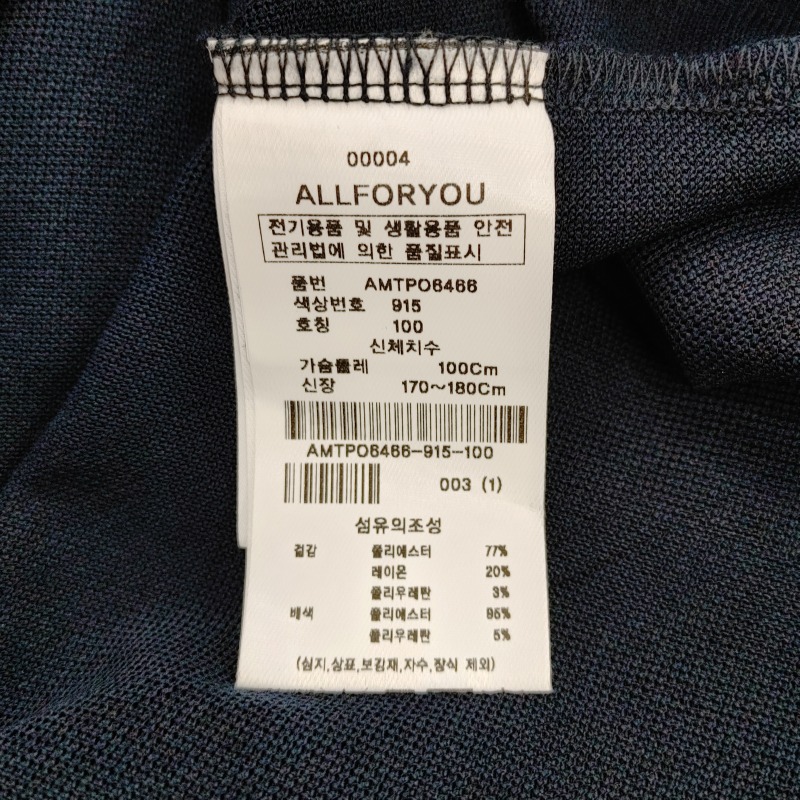 00004
ALLFORYOU
전기용품 및 생활용품 안전
관리법에 의한 품질표시
품번 AMTPO6466
색상번호 915
호칭 100
신체치수
가슴둘레 100Cm
신장 170~180Cm
AMTPO6466-915-100
003 (1)
섬유의조성
겉감 폴리에스터 77%
레이온 20%
폴리우레탄 3%
배색 폴리에스터 95%
폴리우레탄 5%
(심지,상표,보강재,자수,장식 제외)